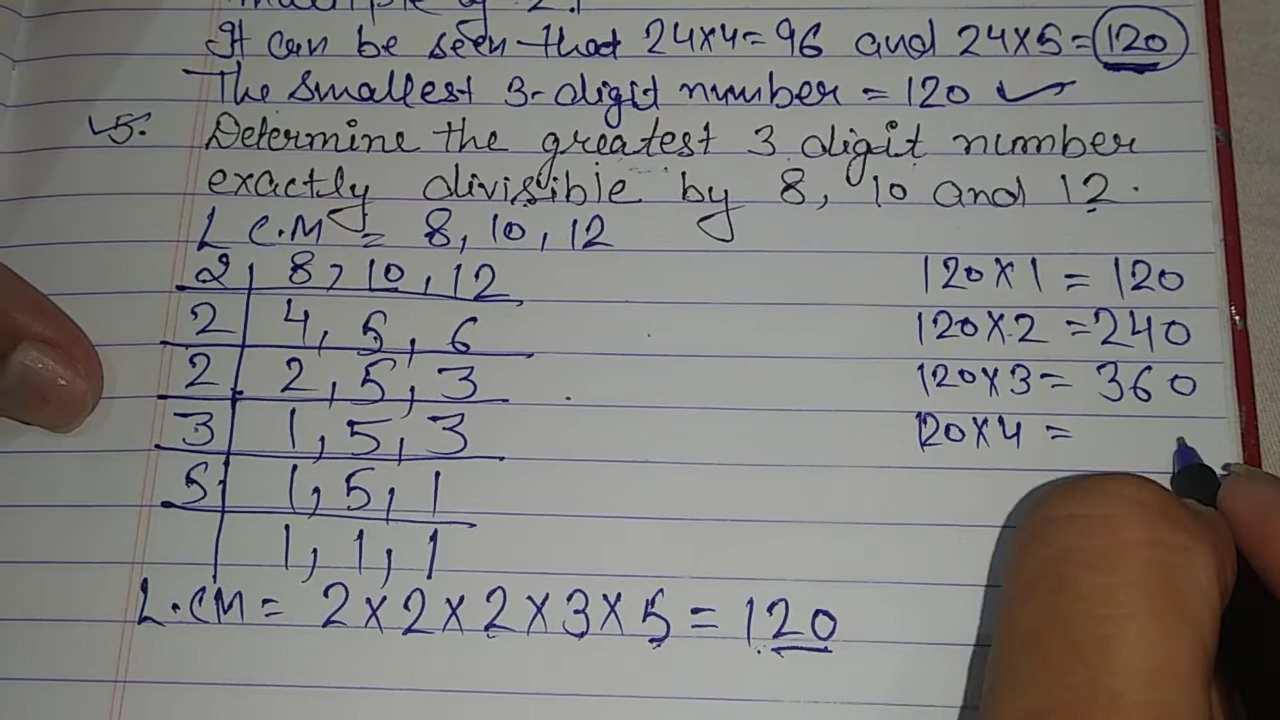 multiple of 2.
It can be seen that 24×4=96 and 24×5=120
The smallest 3-digit number = 120 ✓
5. Determine the greatest 3 digit number
exactly divisible by 8, 10 and 12.
L C.M = 8, 10, 12
2 8, 10, 12
2 4, 5, 6
2 2, 5, 3
3 1, 5, 3
5 1, 5, 1
1, 1, 1
L.CM = 2×2×2×3×5 = 120
120×1 = 120
120×2 = 240
120×3 = 360
120×4 =